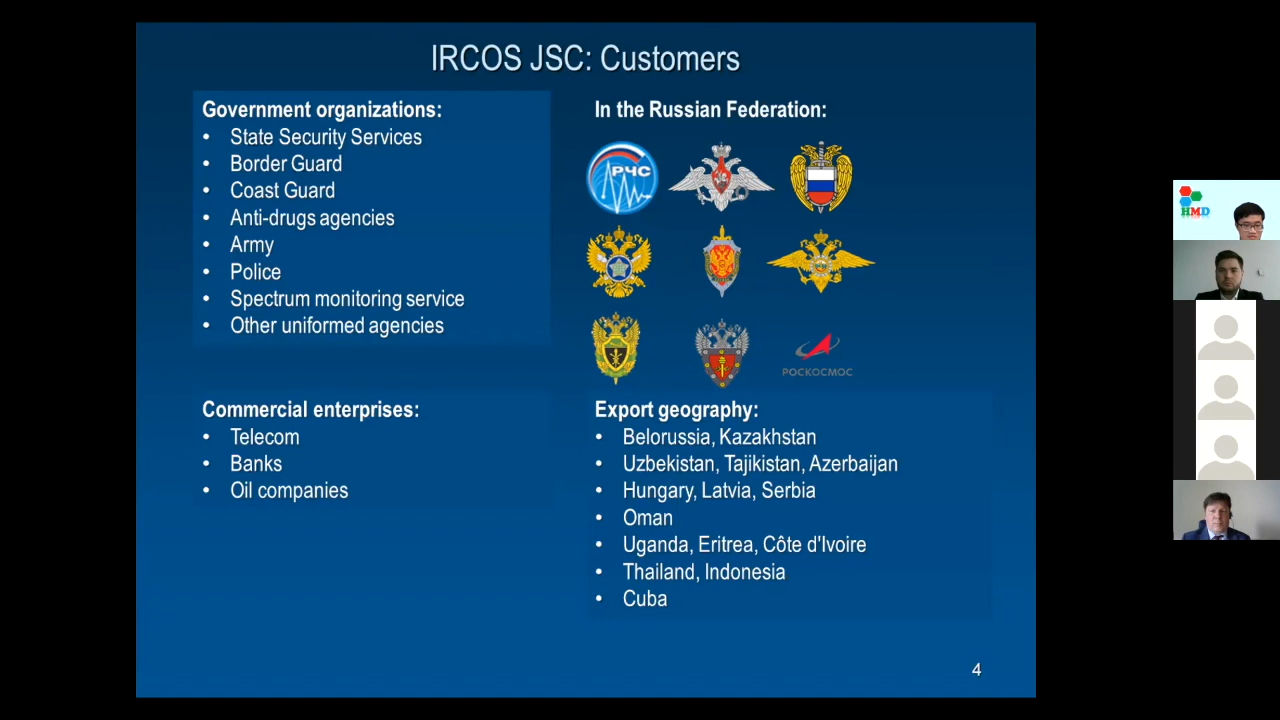 IRCOS JSC: Customers
Government organizations:
• State Security Services
• Border Guard
• Coast Guard
• Anti-drugs agencies
• Army
• Police
• Spectrum monitoring service
• Other uniformed agencies
In the Russian Federation:
РЧС
РОСКОСМОС
Commercial enterprises:
• Telecom
• Banks
• Oil companies
Export geography:
• Belorussia, Kazakhstan
• Uzbekistan, Tajikistan, Azerbaijan
• Hungary, Latvia, Serbia
• Oman
• Uganda, Eritrea, Côte d'Ivoire
• Thailand, Indonesia
• Cuba
4
HMD